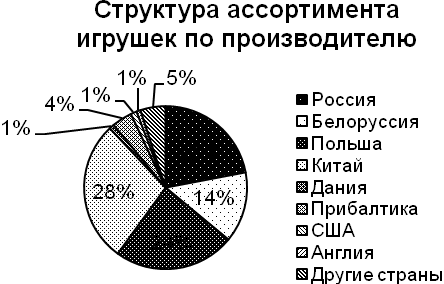 Структура ассортимента
игрушек по производителю
1%
1%
5%
4%
1%
28%
14%
Россия
Белоруссия
Польша
Китай
Дания
Прибалтика
США
Англия
Другие страны